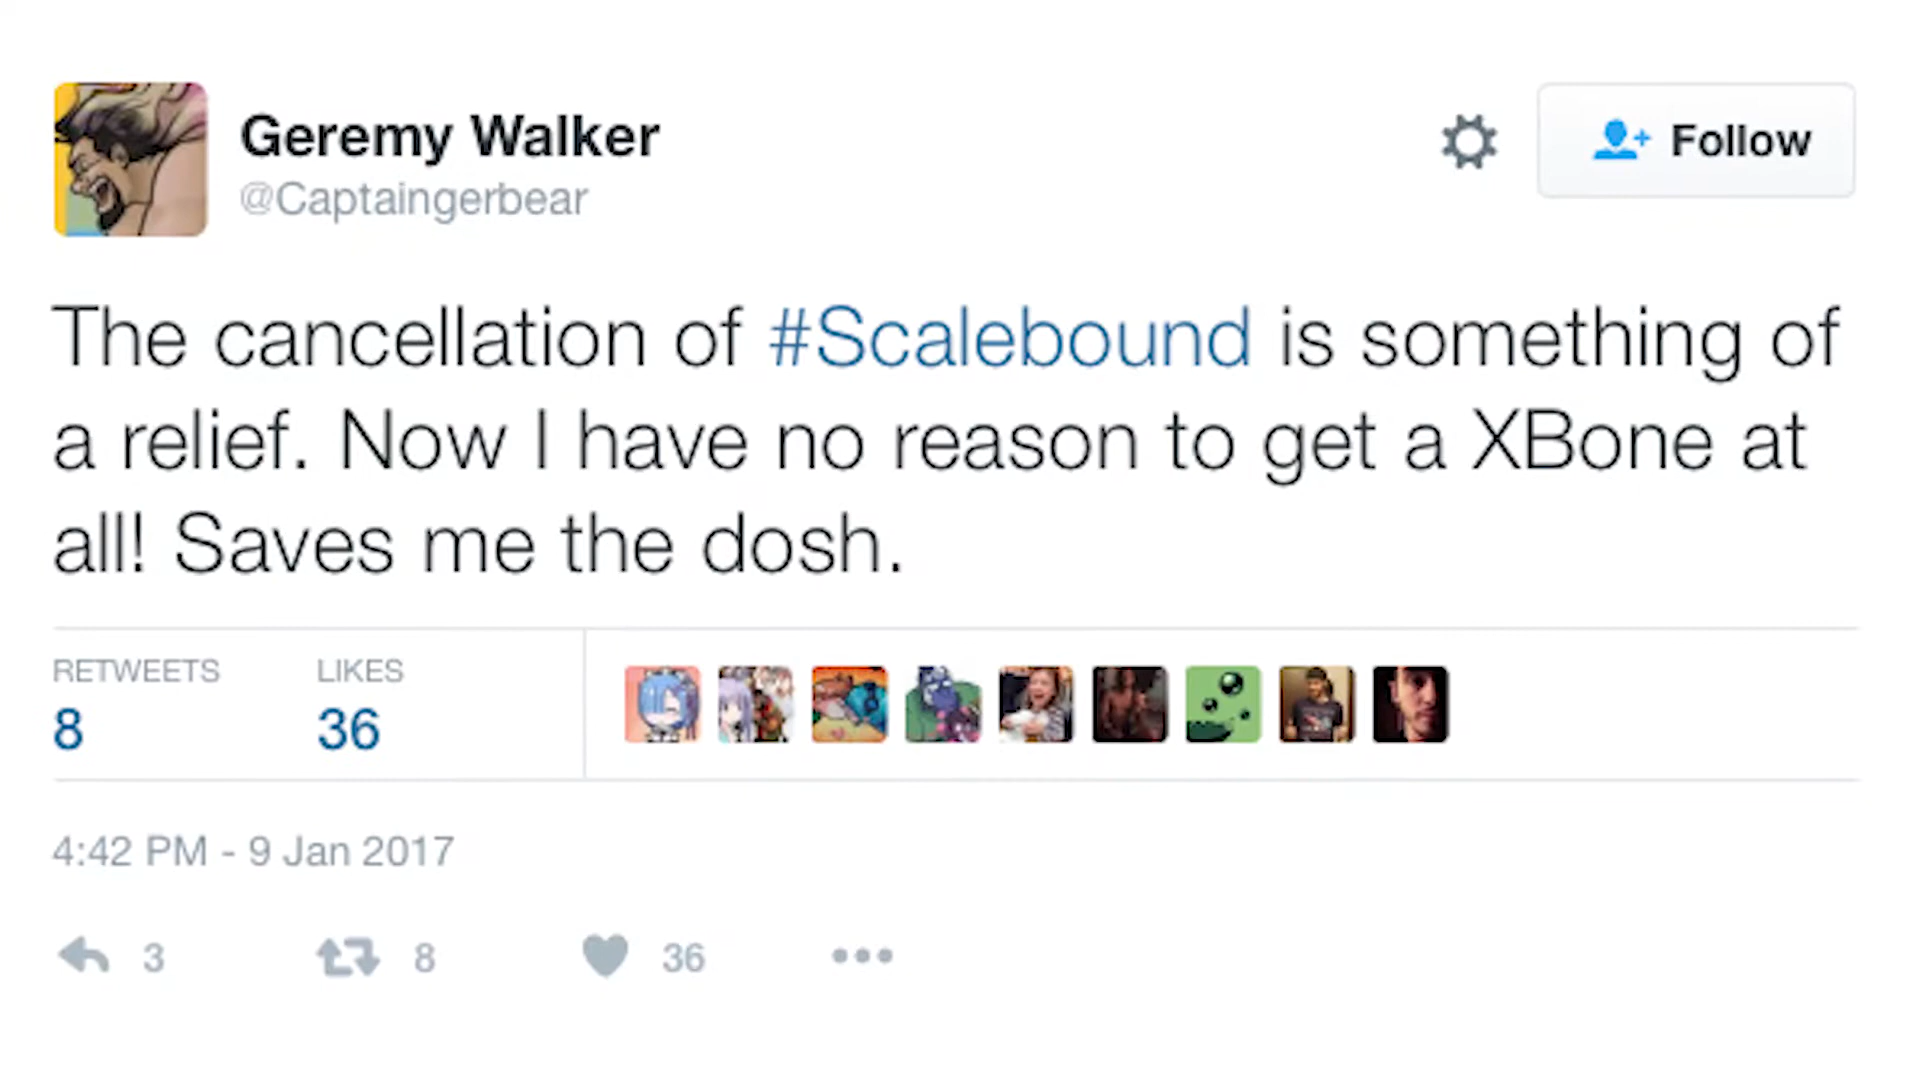 Geremy Walker
@Captaingerbear
Follow
The cancellation of #Scalebound is something of
a relief. Now I have no reason to get a XBone at
all! Saves me the dosh.
RETWEETS LIKES
8 36
4:42 PM - 9 Jan 2017
3 8 36